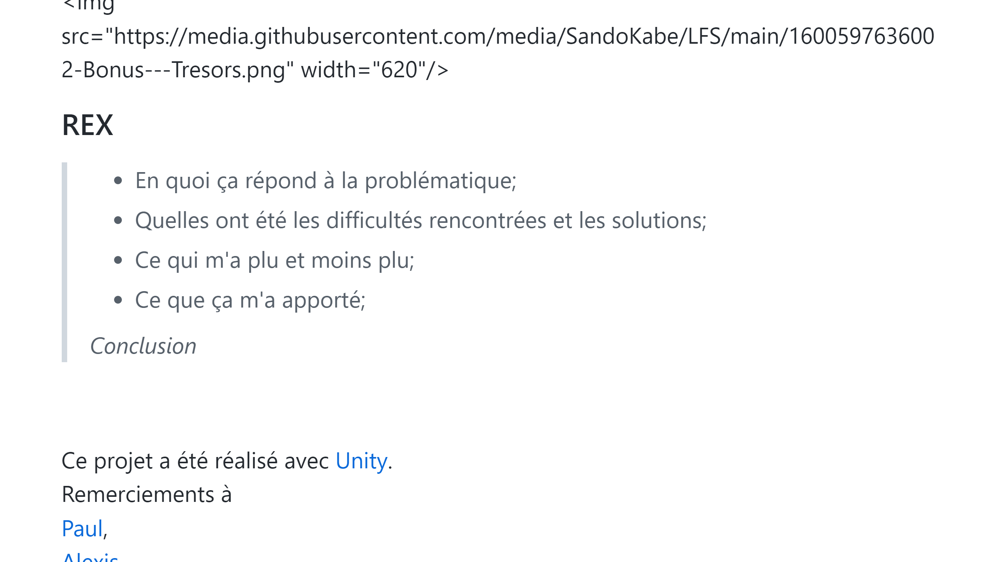 <img
src="https://media.githubusercontent.com/media/SandoKabe/LFS/main/160059763600
2-Bonus---Tresors.png" width="620"/>
REX
• En quoi ça répond à la problématique;
• Quelles ont été les difficultés rencontrées et les solutions;
• Ce qui m'a plu et moins plu;
• Ce que ça m'a apporté;
Conclusion
Ce projet a été réalisé avec Unity.
Remerciements à
Paul,
Alexis